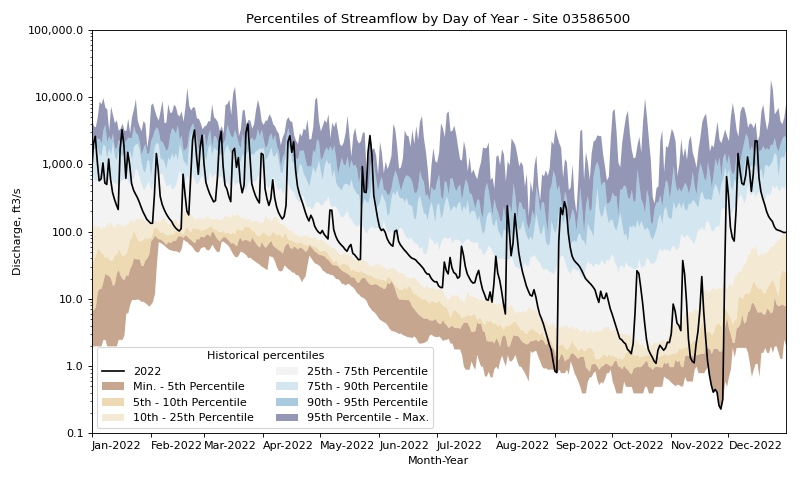 Percentiles of Streamflow by Day of Year - Site 03586500
100,000.0
10,000.0
1,000.0
100.0
10.0
1.0
0.1
Discharge, ft3/s
Historical percentiles
2022
Min. - 5th Percentile
5th - 10th Percentile
10th - 25th Percentile
25th - 75th Percentile
75th - 90th Percentile
90th - 95th Percentile
95th Percentile - Max.
Jan-2022 Feb-2022 Mar-2022 Apr-2022 May-2022 Jun-2022 Jul-2022 Aug-2022 Sep-2022 Oct-2022 Nov-2022 Dec-2022
Month-Year